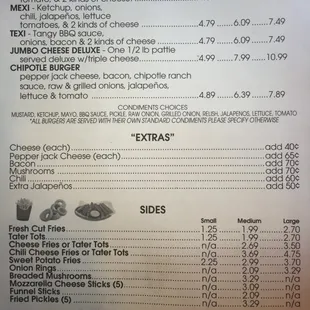 MEXI - Ketchup, onions,
chili, jalapeños, lettuce
tomatoes, and 2 kinds of cheese 4.79 6.09 7.49
TEXI - Tangy BBQ sauce,
onions, bacon & 2 kinds of cheese 4.79 6.09 7.49
JUMBO CHEESE DELUXE - One 1/2 lb pattie
served deluxe w/triple cheese 4.99 7.99 10.99
CHIPOTLE BURGER
pepper jack cheese, bacon, chipotle ranch
sauce, raw & grilled onions, jalapeños,
lettuce & tomato 4.89 6.39 7.89
CONDIMENTS CHOICES
MUSTARD, KETCHUP, MAYO, BBQ SAUCE, PICKLE, RAW ONION, GRILLED ONION, RELISH, JALAPENOS, LETTUCE, TOMATO
*ALL BURGERS ARE SERVED WITH THEIR OWN STANDARD CONDIMENTS PLEASE SPECIFY OTHERWISE
"EXTRAS"
Cheese (each) add 40¢
Pepper jack Cheese (each) add 65¢
Bacon add 70¢
Mushrooms add 70¢
Chili add 60¢
Extra Jalapeños add 50¢
SIDES
Small Medium Large
Fresh Cut Fries 1.25 1.99 2.70
Tater Tots 1.25 1.99 2.70
Cheese Fries or Tater Tots n/a 2.69 3.50
Chili Cheese Fries or Tater Tots n/a 3.69 4.75
Sweet Potato Fries 2.25 2.99 3.70
Onion Rings n/a 2.09 3.29
Breaded Mushrooms n/a 3.29 n/a
Mozzarella Cheese Sticks (5) n/a 3.09 n/a
Funnel Sticks n/a 3.29 n/a
Fried Pickles (5) n/a n/a